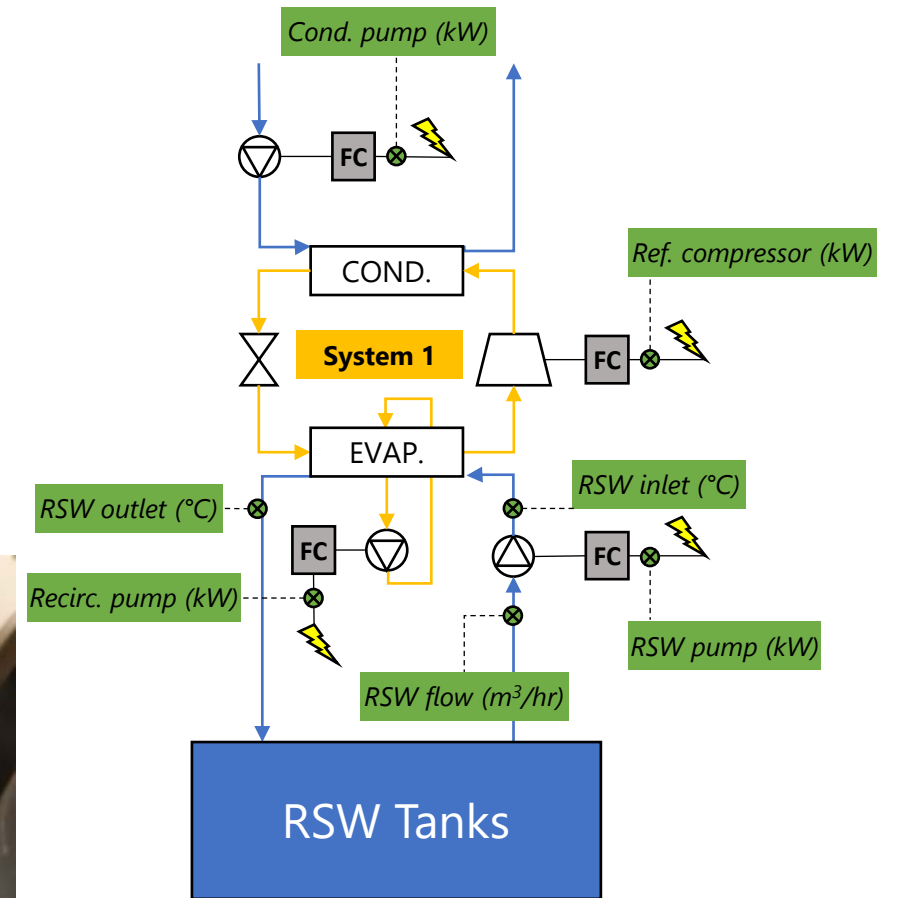 Cond. pump (kW)
FC
COND.
Ref. compressor (kW)
System 1
FC
EVAP.
RSW outlet (°C)
RSW inlet (°C)
FC
FC
Recirc. pump (kW)
RSW pump (kW)
RSW flow (m³/hr)
RSW Tanks